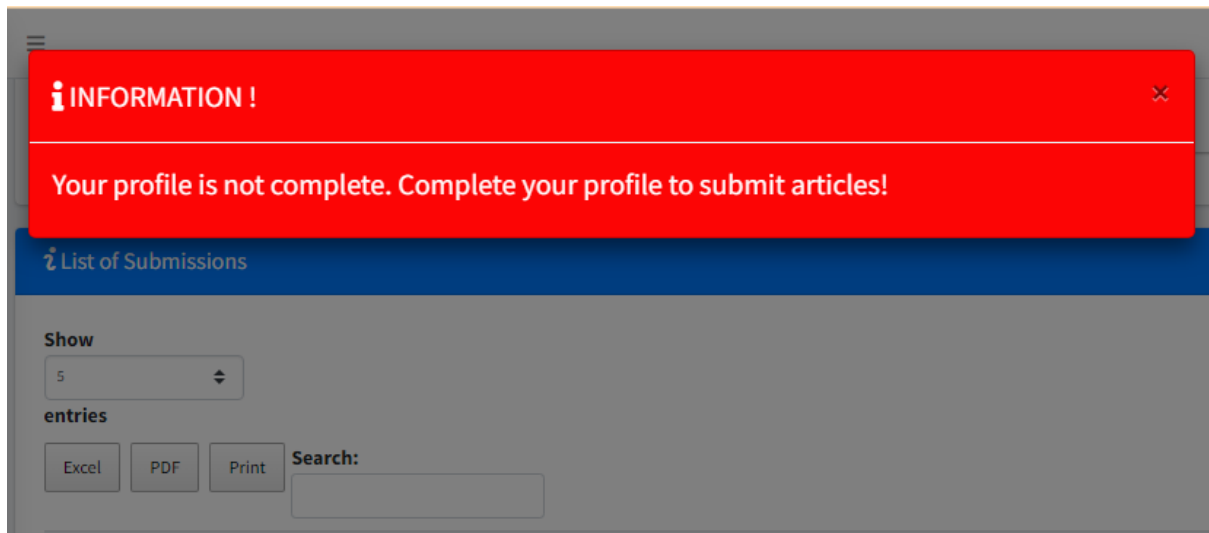 INFORMATION !
×
Your profile is not complete. Complete your profile to submit articles!
List of Submissions
Show
5
entries
Excel PDF Print Search: